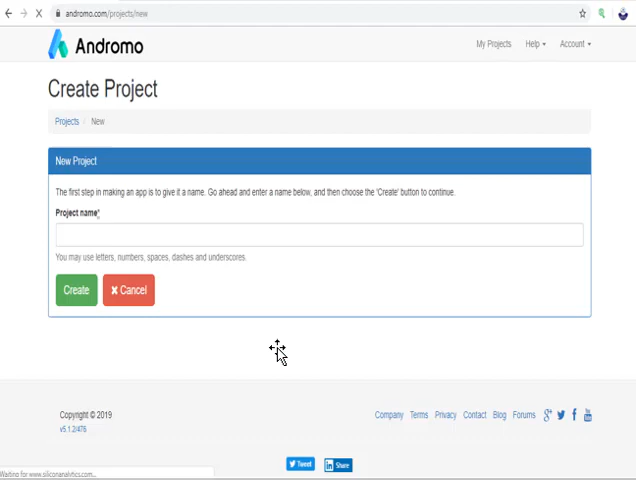 andromo.com/projects/new
Andromo
My Projects Help Account
Create Project
Projects / New
New Project
The first step in making an app is to give it a name. Go ahead and enter a name below, and then choose the 'Create' button to continue.
Project name*
You may use letters, numbers, spaces, dashes and underscores.
Create ✖ Cancel
Copyright © 2019
Company Terms Privacy Contact Blog Forums
v5.1.2/476
Tweet Share
Waiting for www.siliconanalytics.com...